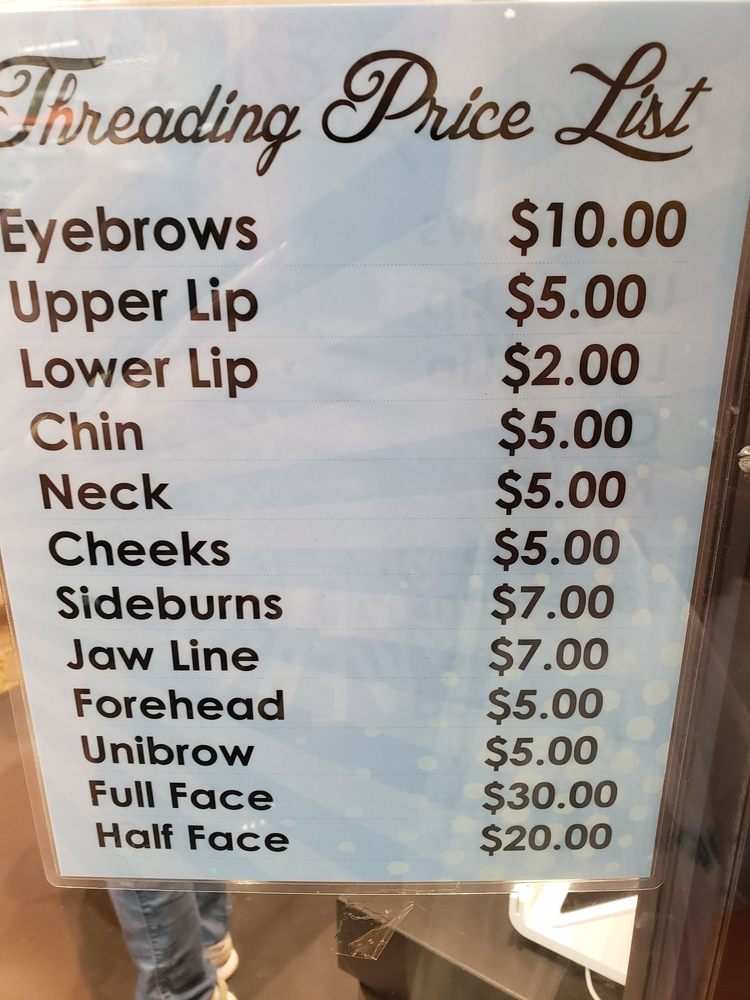 Threading Price List
Eyebrows $10.00
Upper Lip $5.00
Lower Lip $2.00
Chin $5.00
Neck $5.00
Cheeks $5.00
Sideburns $7.00
Jaw Line $7.00
Forehead $5.00
Unibrow $5.00
Full Face $30.00
Half Face $20.00